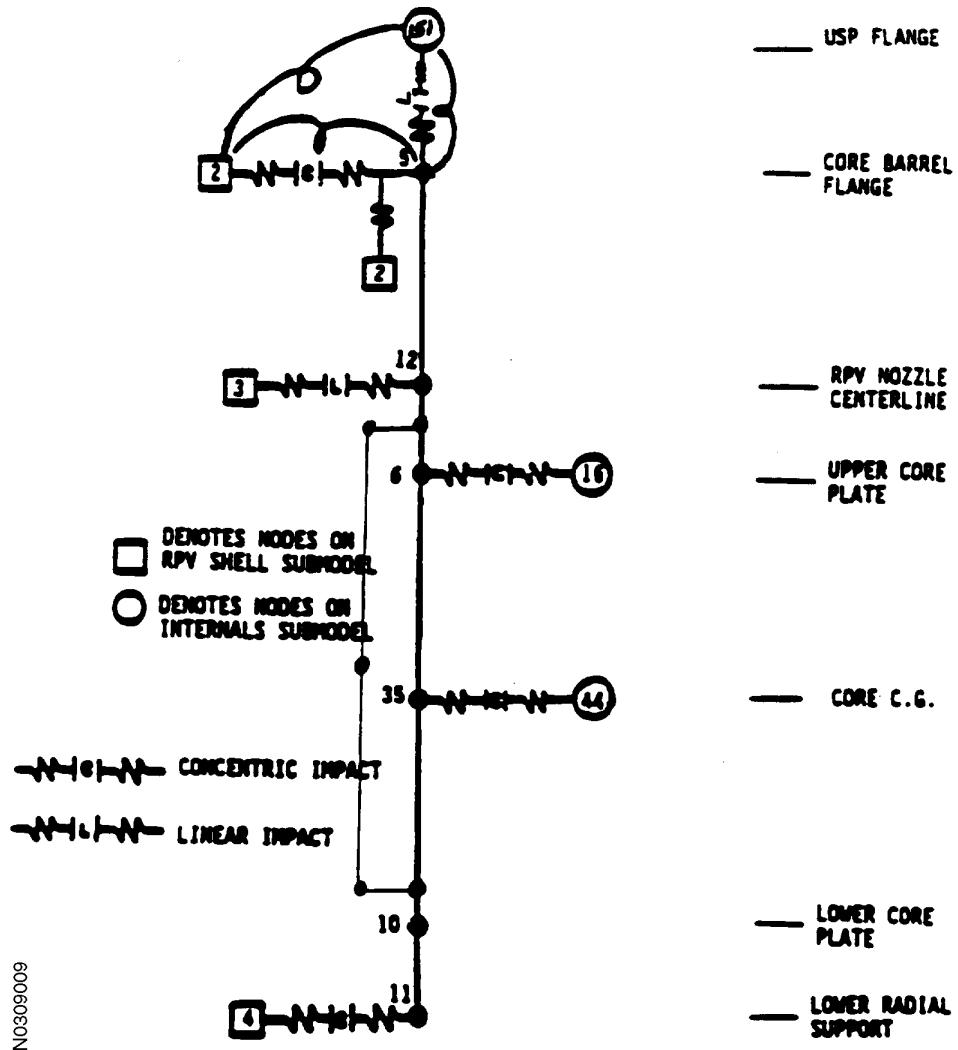 USP FLANGE
L
5
2
C
CORE BARREL
FLANGE
2
12
3
L
RPV NOZZLE
CENTERLINE
6
C
16
UPPER CORE
PLATE
DENOTES NODES ON
RPV SHELL SUBMODEL
DENOTES NODES ON
INTERNALS SUBMODEL
35
44
CORE C.G.
C
CONCENTRIC IMPACT
L
LINEAR IMPACT
10
LOWER CORE
PLATE
11
4
LOWER RADIAL
SUPPORT
N0309009